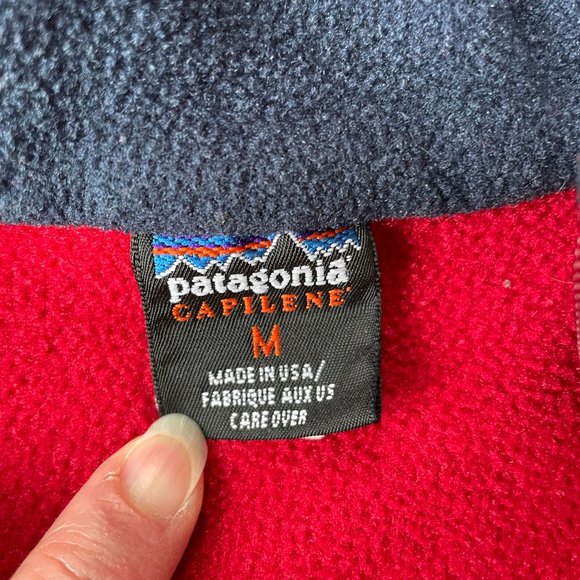 patagonia®
CAPILENE®
M
MADE IN USA/
FABRIQUE AUX US
CARE OVER